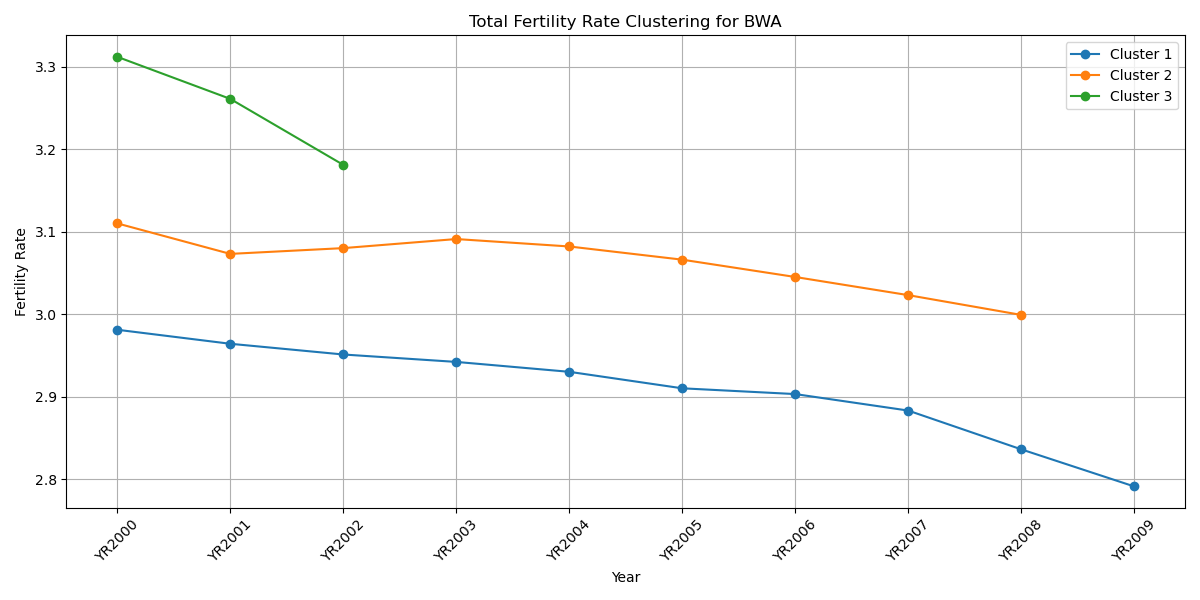 Total Fertility Rate Clustering for BWA
Cluster 1
Cluster 2
Cluster 3
Fertility Rate
3.3
3.2
3.1
3.0
2.9
2.8
YR2000
YR2001
YR2002
YR2003
YR2004
YR2005
YR2006
YR2007
YR2008
YR2009
Year